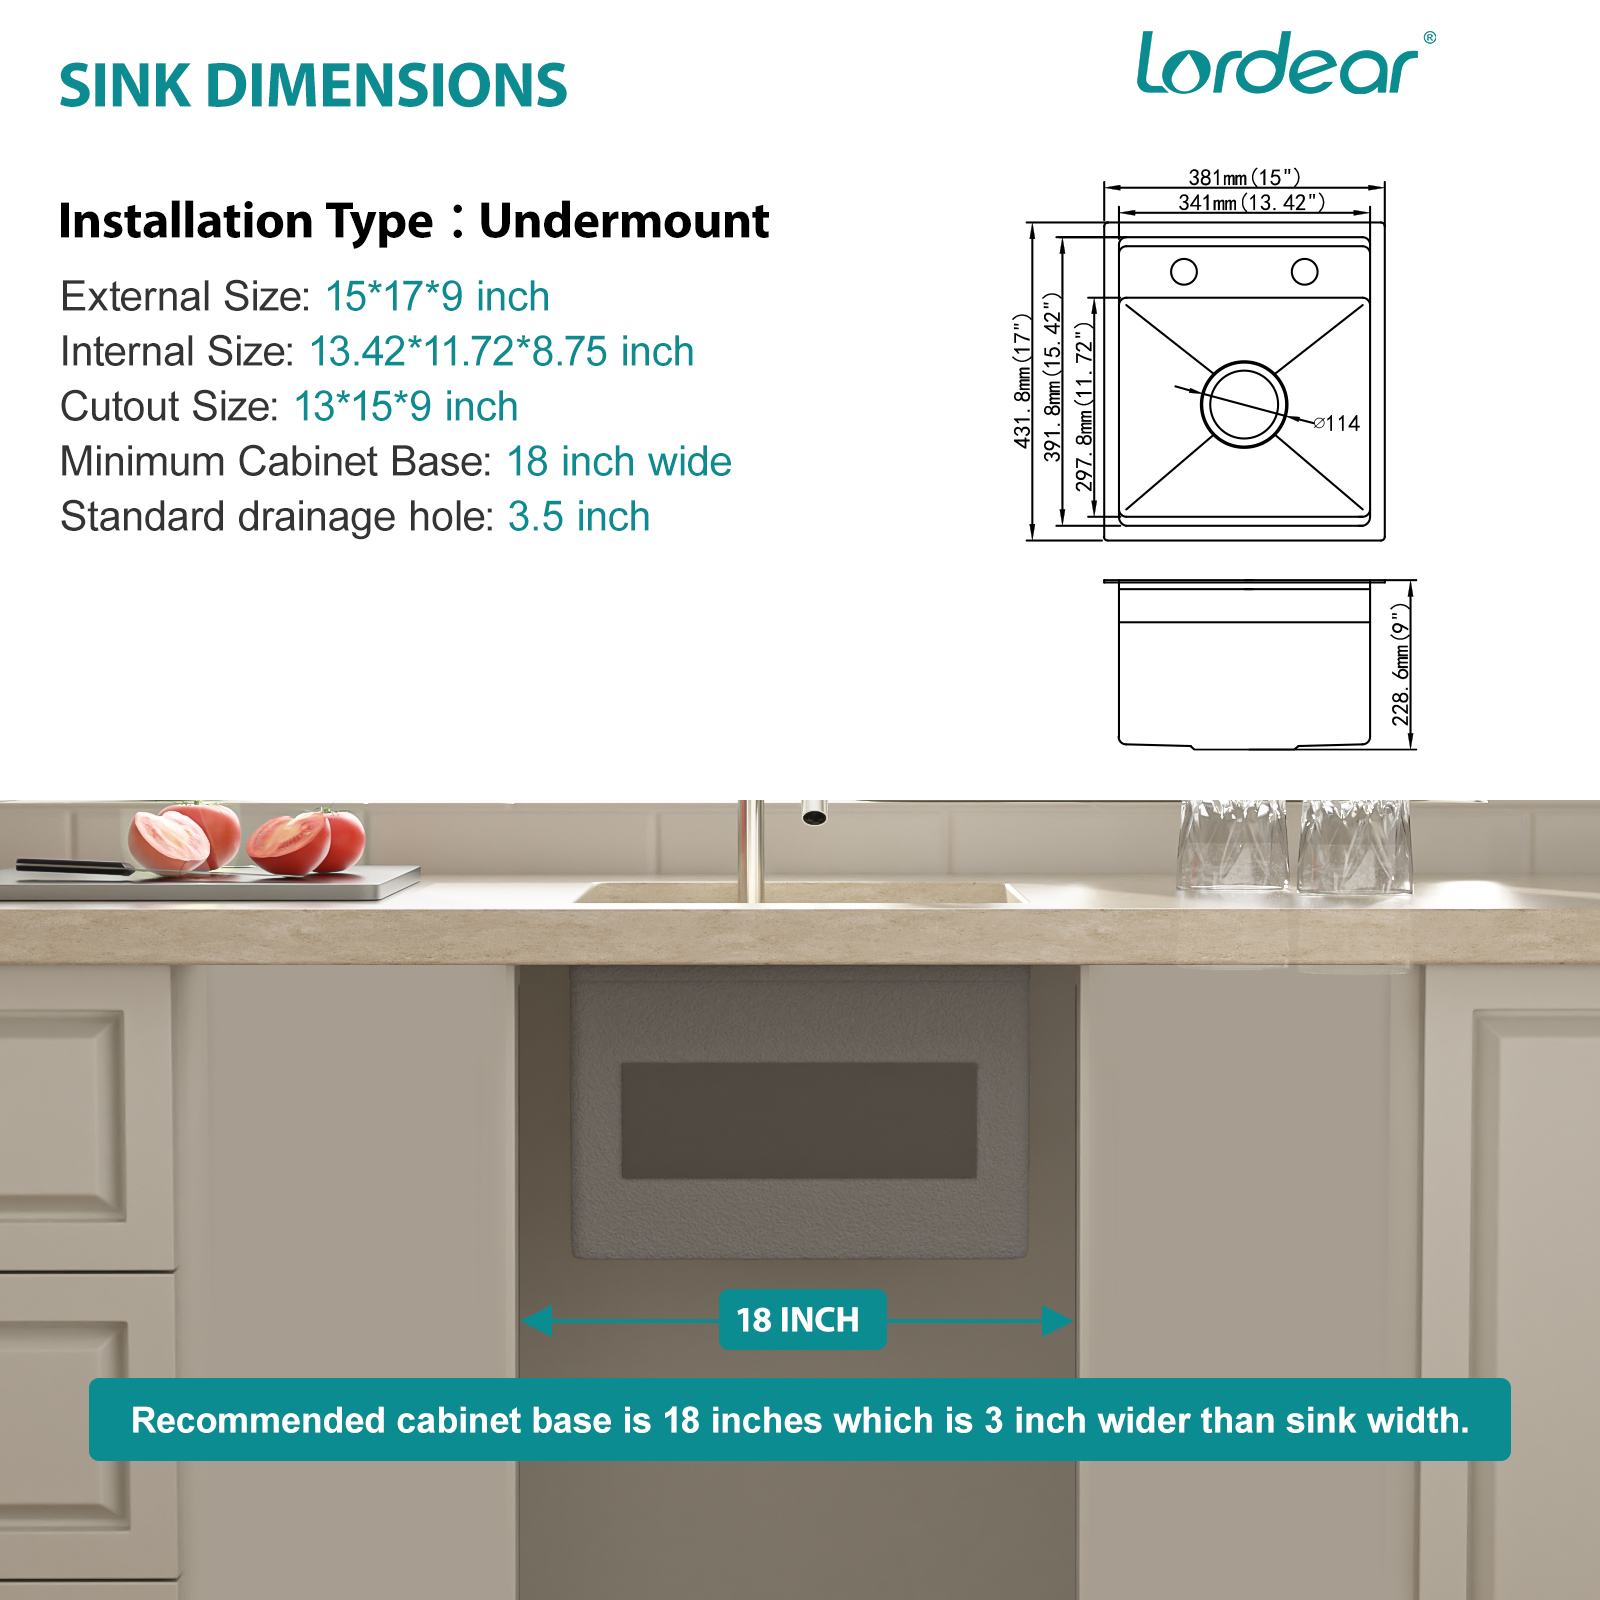 Lordear®
SINK DIMENSIONS
Installation Type : Undermount
External Size: 15*17*9 inch
Internal Size: 13.42*11.72*8.75 inch
Cutout Size: 13*15*9 inch
Minimum Cabinet Base: 18 inch wide
Standard drainage hole: 3.5 inch
381mm(15")
341mm(13.42")
431.8mm(17")
391.8mm(15.42")
297.8mm(11.72")
⌀114
228.6mm(9")
18 INCH
Recommended cabinet base is 18 inches which is 3 inch wider than sink width.